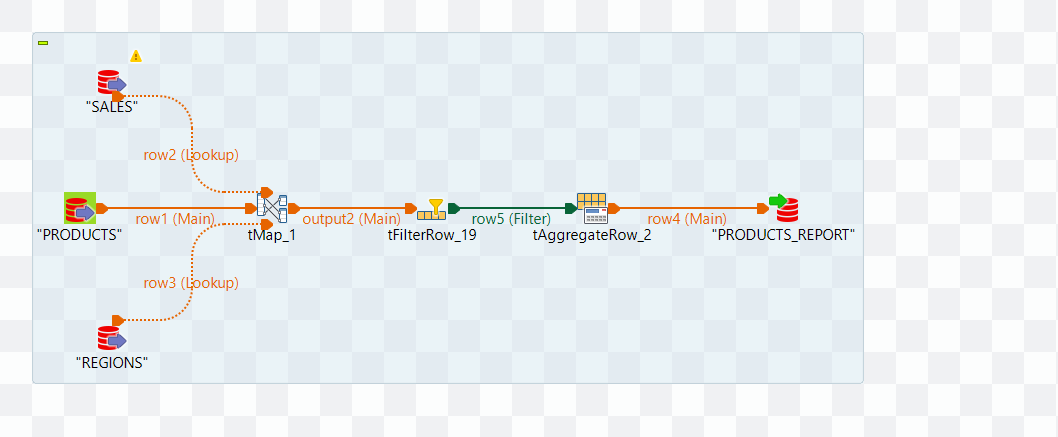 "SALES"
row2 (Lookup)
row1 (Main)
output2 (Main)
row5 (Filter)
row4 (Main)
"PRODUCTS"
tMap_1
tFilterRow_19
tAggregateRow_2
"PRODUCTS_REPORT"
row3 (Lookup)
"REGIONS"